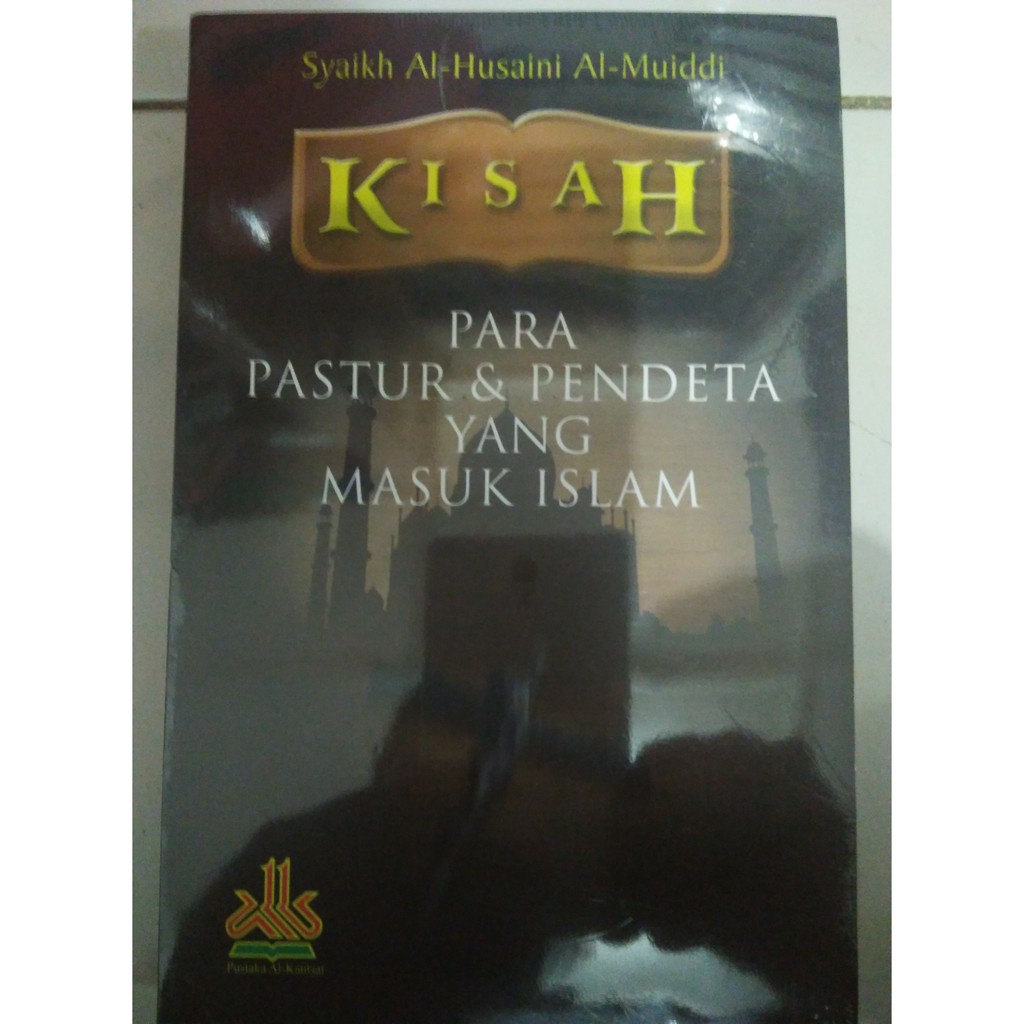 Syaikh Al-Husaini Al-Muiddi
KISAH
PARA
PASTUR & PENDETA
YANG
MASUK ISLAM
Pustaka Al-Kautsar